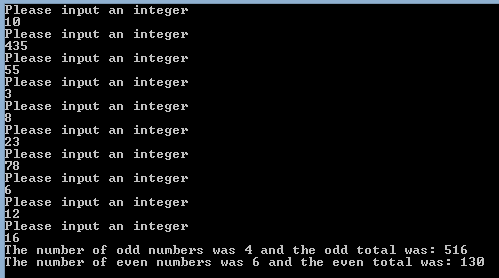 Please input an integer
10
Please input an integer
435
Please input an integer
55
Please input an integer
3
Please input an integer
8
Please input an integer
23
Please input an integer
78
Please input an integer
6
Please input an integer
12
Please input an integer
16
The number of odd numbers was 4 and the odd total was: 516
The number of even numbers was 6 and the even total was: 130